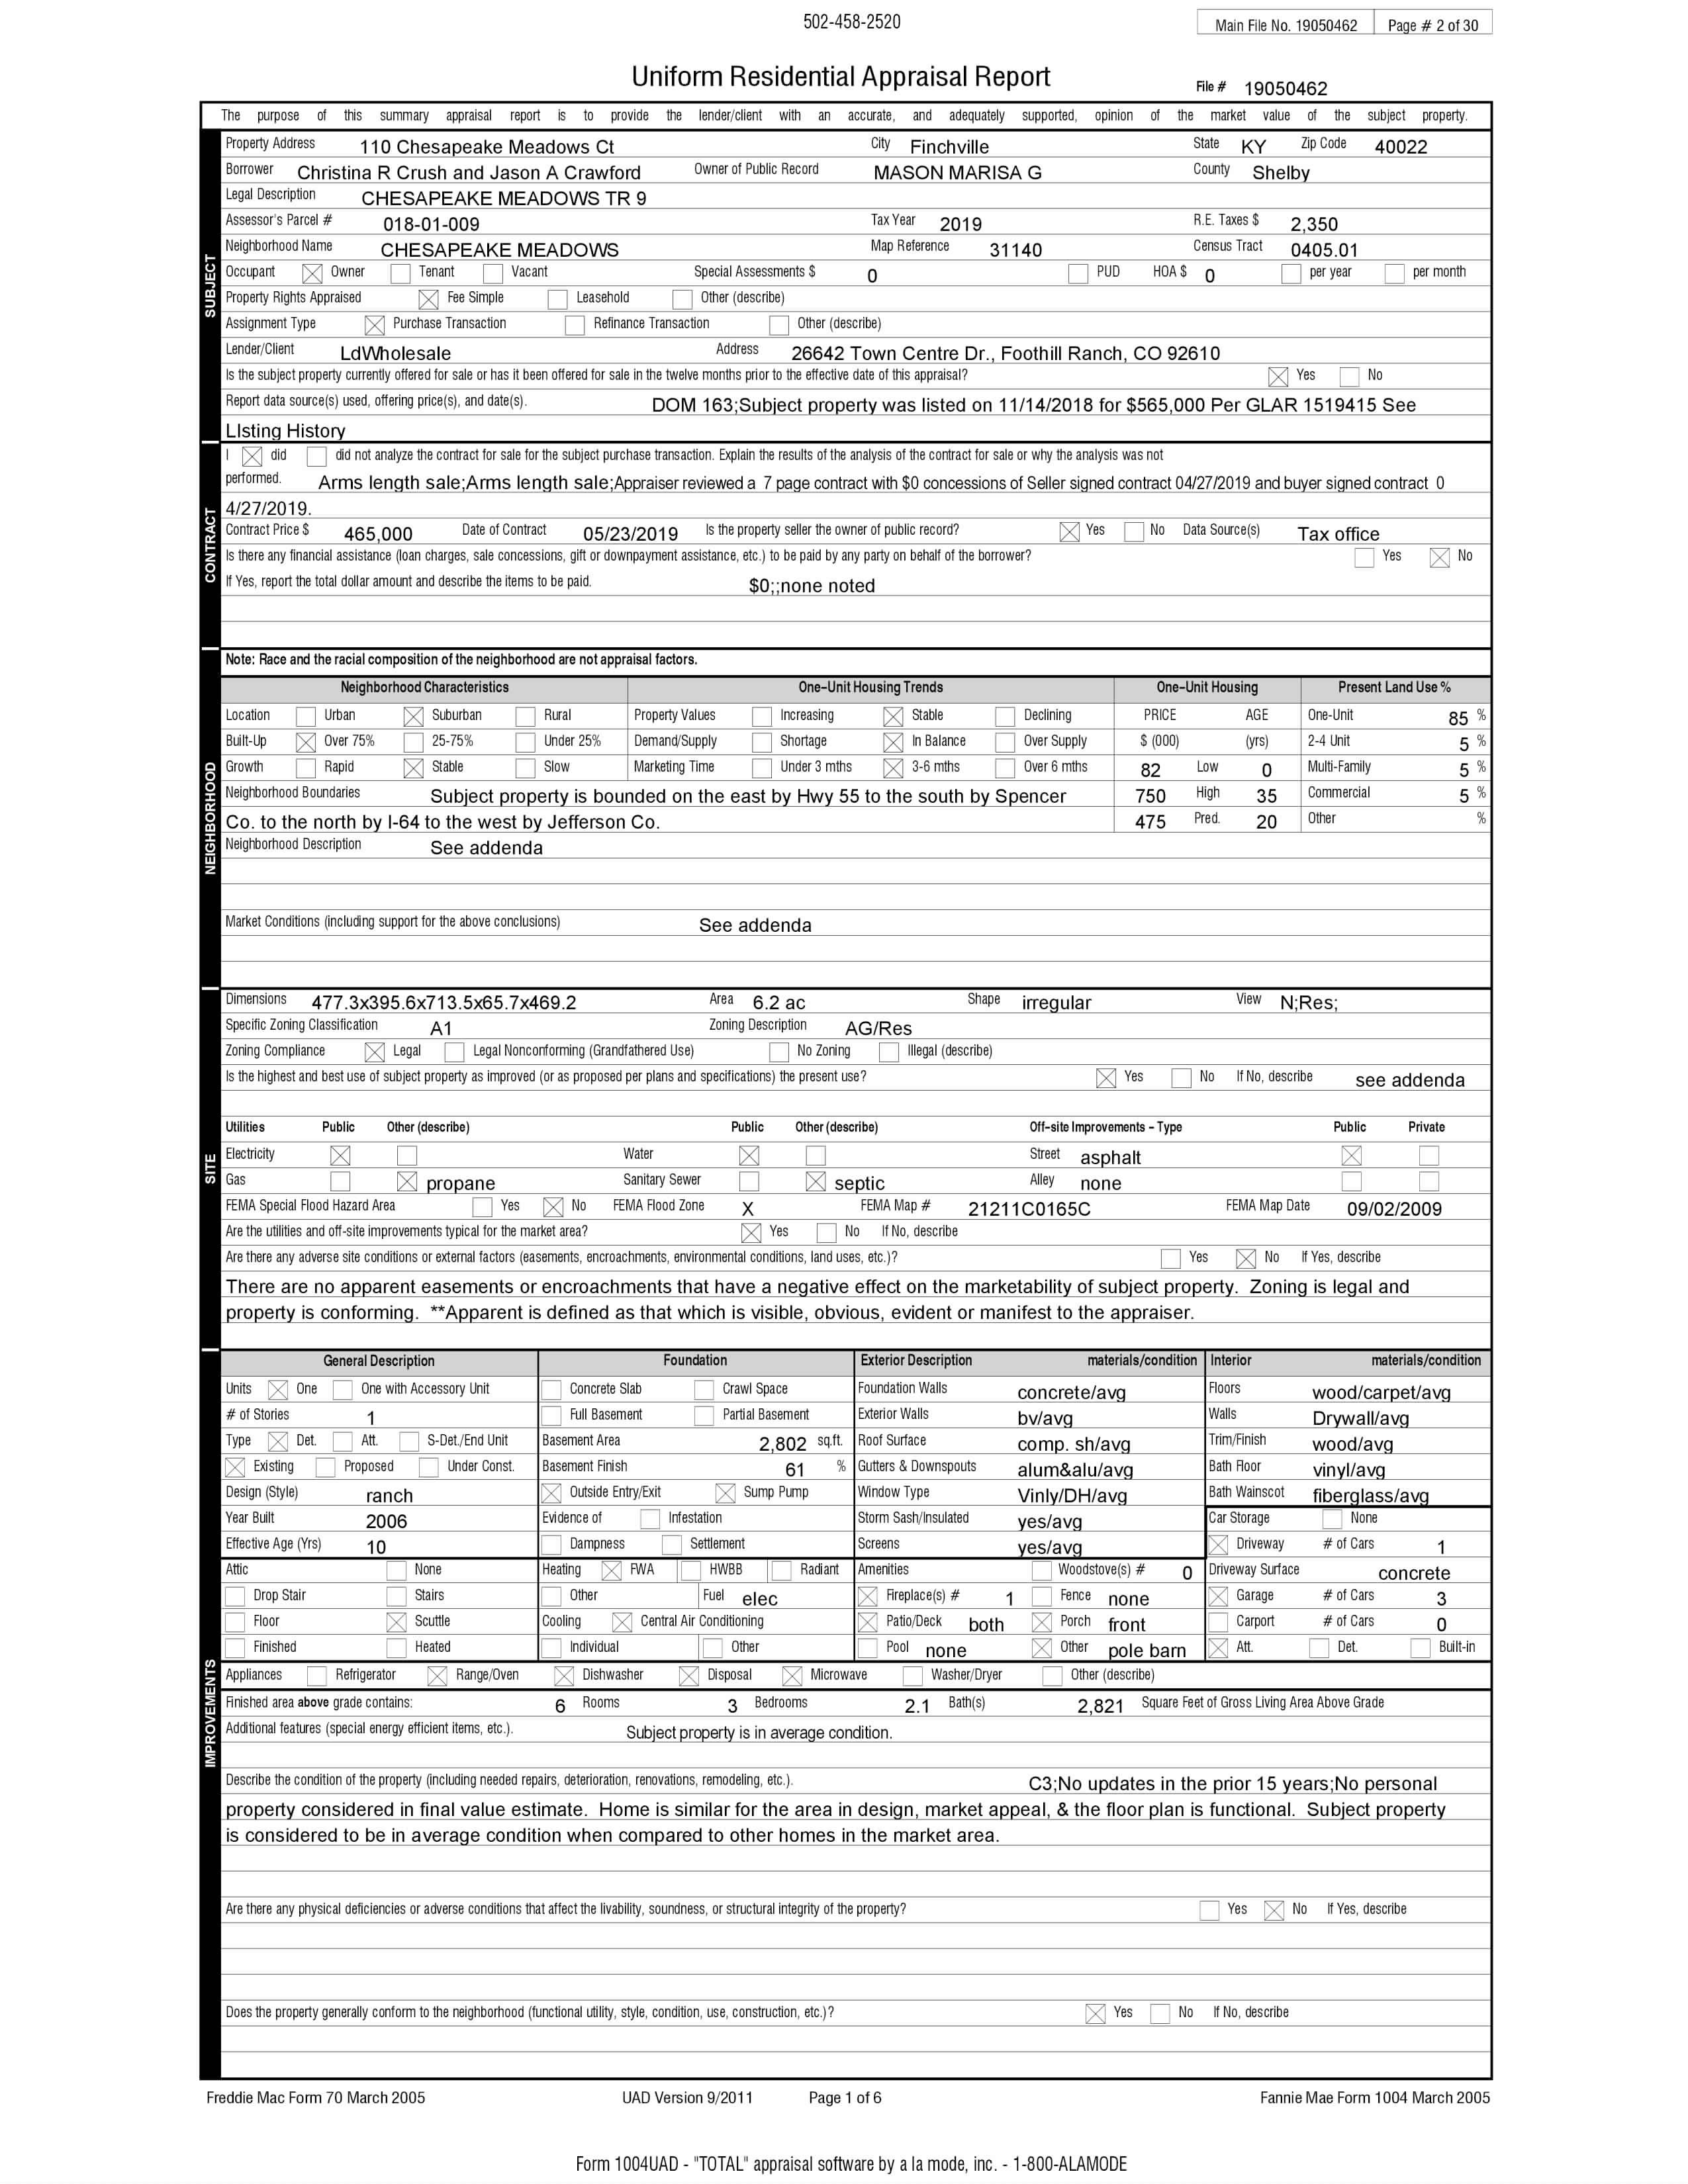 502-458-2520
Main File No. 19050462 Page # 2 of 30
Uniform Residential Appraisal Report
File # 19050462
The purpose of this summary appraisal report is to provide the lender/client with an accurate, and adequately supported, opinion of the market value of the subject property.
SUBJECT
Property Address 110 Chesapeake Meadows Ct City Finchville State KY Zip Code 40022
Borrower Christina R Crush and Jason A Crawford Owner of Public Record MASON MARISA G County Shelby
Legal Description CHESAPEAKE MEADOWS TR 9
Assessor's Parcel # 018-01-009 Tax Year 2019 R.E. Taxes $ 2,350
Neighborhood Name CHESAPEAKE MEADOWS Map Reference 31140 Census Tract 0405.01
Occupant Owner Tenant Vacant Special Assessments $ 0 PUD HOA $ 0 per year per month
Property Rights Appraised Fee Simple Leasehold Other (describe)
Assignment Type Purchase Transaction Refinance Transaction Other (describe)
Lender/Client LdWholesale Address 26642 Town Centre Dr., Foothill Ranch, CO 92610
Is the subject property currently offered for sale or has it been offered for sale in the twelve months prior to the effective date of this appraisal? Yes No
Report data source(s) used, offering price(s), and date(s). DOM 163;Subject property was listed on 11/14/2018 for $565,000 Per GLAR 1519415 See
LIsting History
CONTRACT
I did did not analyze the contract for sale for the subject purchase transaction. Explain the results of the analysis of the contract for sale or why the analysis was not
performed. Arms length sale;Arms length sale;Appraiser reviewed a 7 page contract with $0 concessions of Seller signed contract 04/27/2019 and buyer signed contract 0
4/27/2019.
Contract Price $ 465,000 Date of Contract 05/23/2019 Is the property seller the owner of public record? Yes No Data Source(s) Tax office
Is there any financial assistance (loan charges, sale concessions, gift or downpayment assistance, etc.) to be paid by any party on behalf of the borrower? Yes No
If Yes, report the total dollar amount and describe the items to be paid. $0;;none noted
NEIGHBORHOOD
Note: Race and the racial composition of the neighborhood are not appraisal factors.
Neighborhood Characteristics One-Unit Housing Trends One-Unit Housing Present Land Use %
Location Urban Suburban Rural Property Values Increasing Stable Declining PRICE AGE One-Unit 85 %
Built-Up Over 75% 25-75% Under 25% Demand/Supply Shortage In Balance Over Supply $ (000) (yrs) 2-4 Unit 5 %
Growth Rapid Stable Slow Marketing Time Under 3 mths 3-6 mths Over 6 mths 82 Low 0 Multi-Family 5 %
Neighborhood Boundaries Subject property is bounded on the east by Hwy 55 to the south by Spencer 750 High 35 Commercial 5 %
Co. to the north by I-64 to the west by Jefferson Co. 475 Pred. 20 Other %
Neighborhood Description See addenda
Market Conditions (including support for the above conclusions) See addenda
SITE
Dimensions 477.3x395.6x713.5x65.7x469.2 Area 6.2 ac Shape irregular View N;Res;
Specific Zoning Classification A1 Zoning Description AG/Res
Zoning Compliance Legal Legal Nonconforming (Grandfathered Use) No Zoning Illegal (describe)
Is the highest and best use of subject property as improved (or as proposed per plans and specifications) the present use? Yes No If No, describe see addenda
Utilities Public Other (describe) Public Other (describe) Off-site Improvements - Type Public Private
Electricity Water Street asphalt
Gas propane Sanitary Sewer septic Alley none
FEMA Special Flood Hazard Area Yes No FEMA Flood Zone X FEMA Map # 21211C0165C FEMA Map Date 09/02/2009
Are the utilities and off-site improvements typical for the market area? Yes No If No, describe
Are there any adverse site conditions or external factors (easements, encroachments, environmental conditions, land uses, etc.)? Yes No If Yes, describe
There are no apparent easements or encroachments that have a negative effect on the marketability of subject property. Zoning is legal and
property is conforming. **Apparent is defined as that which is visible, obvious, evident or manifest to the appraiser.
IMPROVEMENTS
General Description Foundation Exterior Description materials/condition Interior materials/condition
Units One One with Accessory Unit Concrete Slab Crawl Space Foundation Walls concrete/avg Floors wood/carpet/avg
# of Stories 1 Full Basement Partial Basement Exterior Walls bv/avg Walls Drywall/avg
Type Det. Att. S-Det./End Unit Basement Area 2,802 sq.ft. Roof Surface comp. sh/avg Trim/Finish wood/avg
Existing Proposed Under Const. Basement Finish 61 % Gutters & Downspouts alum&alu/avg Bath Floor vinyl/avg
Design (Style) ranch Outside Entry/Exit Sump Pump Window Type Vinly/DH/avg Bath Wainscot fiberglass/avg
Year Built 2006 Evidence of Infestation Storm Sash/Insulated yes/avg Car Storage None
Effective Age (Yrs) 10 Dampness Settlement Screens yes/avg Driveway # of Cars 1
Attic None Heating FWA HWBB Radiant Amenities Woodstove(s) # 0 Driveway Surface concrete
Drop Stair Stairs Other Fuel elec Fireplace(s) # 1 Fence none Garage # of Cars 3
Floor Scuttle Cooling Central Air Conditioning Patio/Deck both Porch front Carport # of Cars 0
Finished Heated Individual Other Pool none Other pole barn Att. Det. Built-in
Appliances Refrigerator Range/Oven Dishwasher Disposal Microwave Washer/Dryer Other (describe)
Finished area above grade contains: 6 Rooms 3 Bedrooms 2.1 Bath(s) 2,821 Square Feet of Gross Living Area Above Grade
Additional features (special energy efficient items, etc.). Subject property is in average condition.
Describe the condition of the property (including needed repairs, deterioration, renovations, remodeling, etc.). C3;No updates in the prior 15 years;No personal
property considered in final value estimate. Home is similar for the area in design, market appeal, & the floor plan is functional. Subject property
is considered to be in average condition when compared to other homes in the market area.
Are there any physical deficiencies or adverse conditions that affect the livability, soundness, or structural integrity of the property? Yes No If Yes, describe
Does the property generally conform to the neighborhood (functional utility, style, condition, use, construction, etc.)? Yes No If No, describe
Freddie Mac Form 70 March 2005 UAD Version 9/2011 Page 1 of 6 Fannie Mae Form 1004 March 2005
Form 1004UAD - "TOTAL" appraisal software by a la mode, inc. - 1-800-ALAMODE